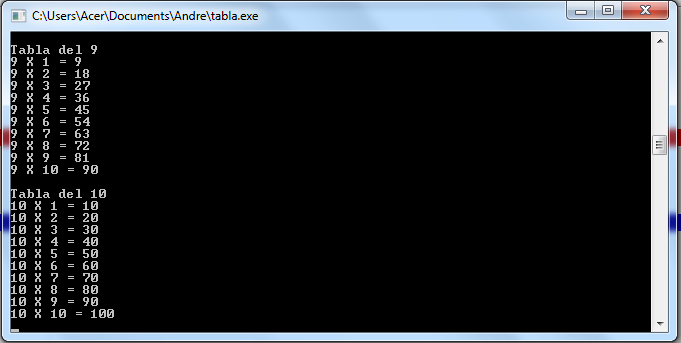 C:\Users\Acer\Documents\Andre\tabla.exe
Tabla del 9
9 X 1 = 9
9 X 2 = 18
9 X 3 = 27
9 X 4 = 36
9 X 5 = 45
9 X 6 = 54
9 X 7 = 63
9 X 8 = 72
9 X 9 = 81
9 X 10 = 90
Tabla del 10
10 X 1 = 10
10 X 2 = 20
10 X 3 = 30
10 X 4 = 40
10 X 5 = 50
10 X 6 = 60
10 X 7 = 70
10 X 8 = 80
10 X 9 = 90
10 X 10 = 100